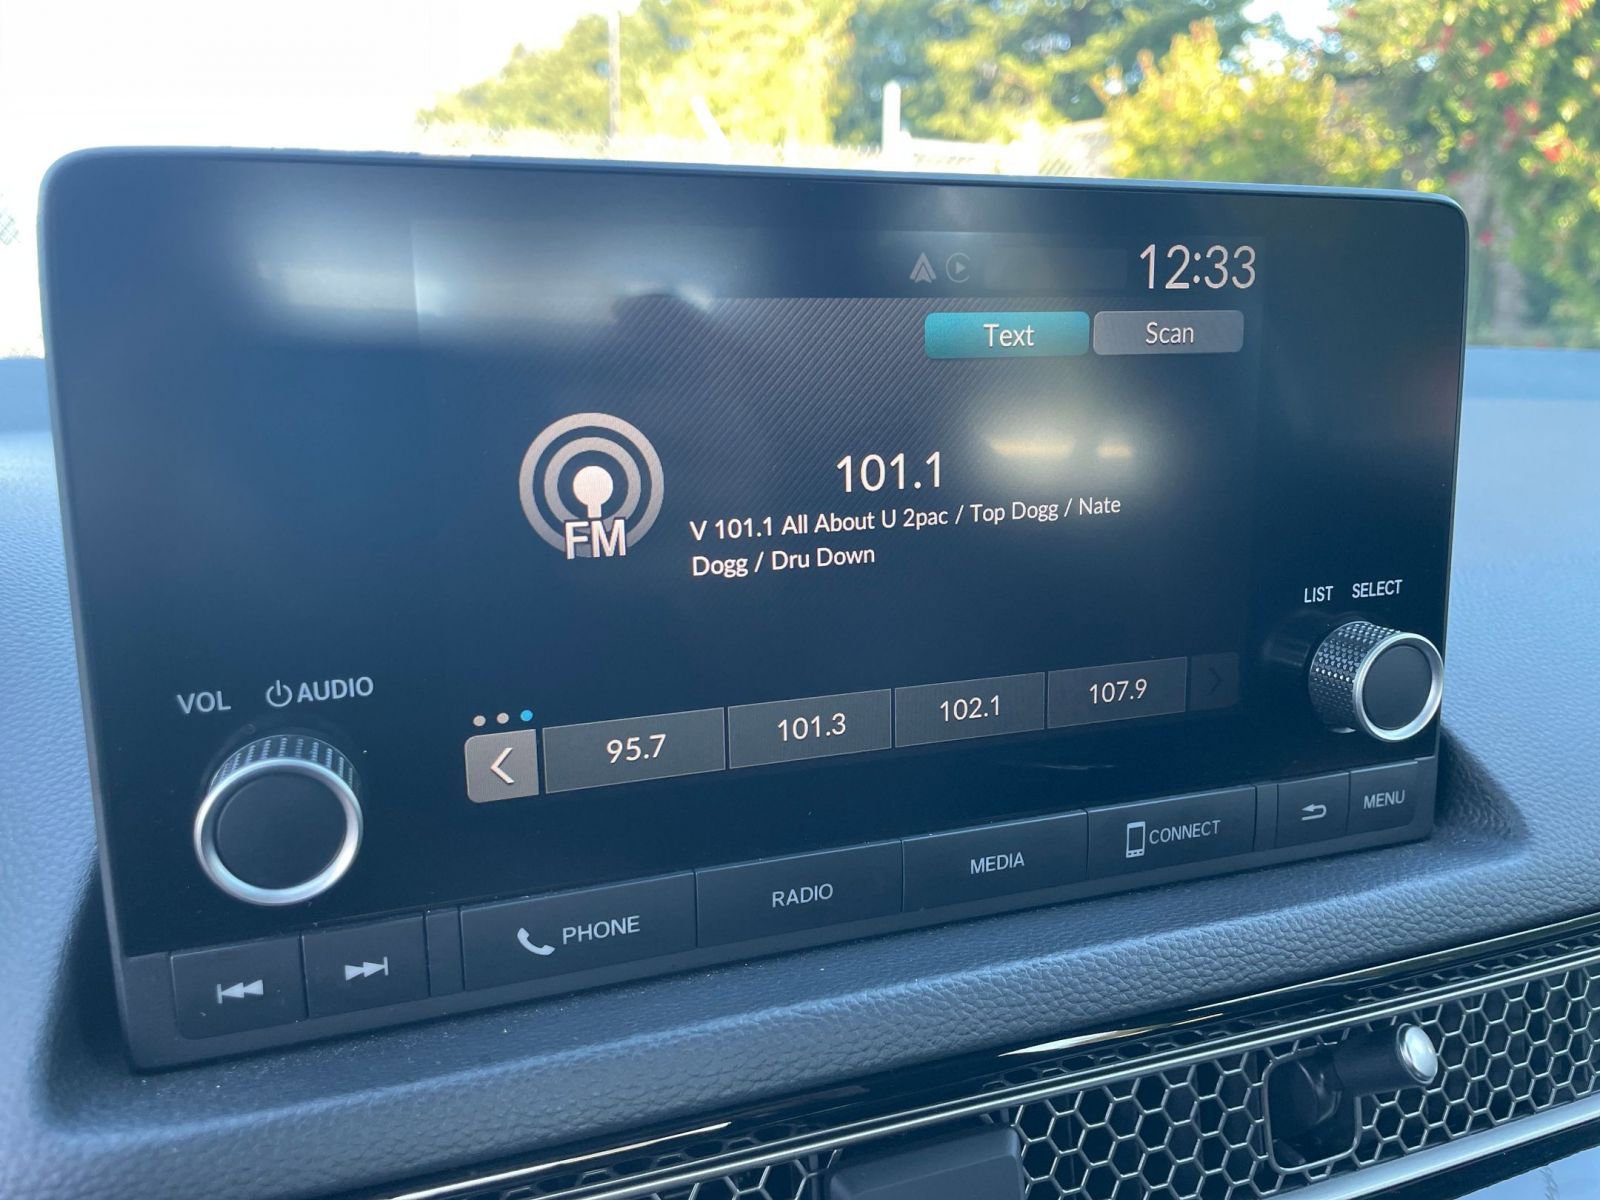 12:33
Text
Scan
101.1
V 101.1 All About U 2pac / Top Dogg / Nate
Dogg / Dru Down
FM
LIST SELECT
VOL AUDIO
95.7
101.3
102.1
107.9
PHONE
RADIO
MEDIA
CONNECT
MENU